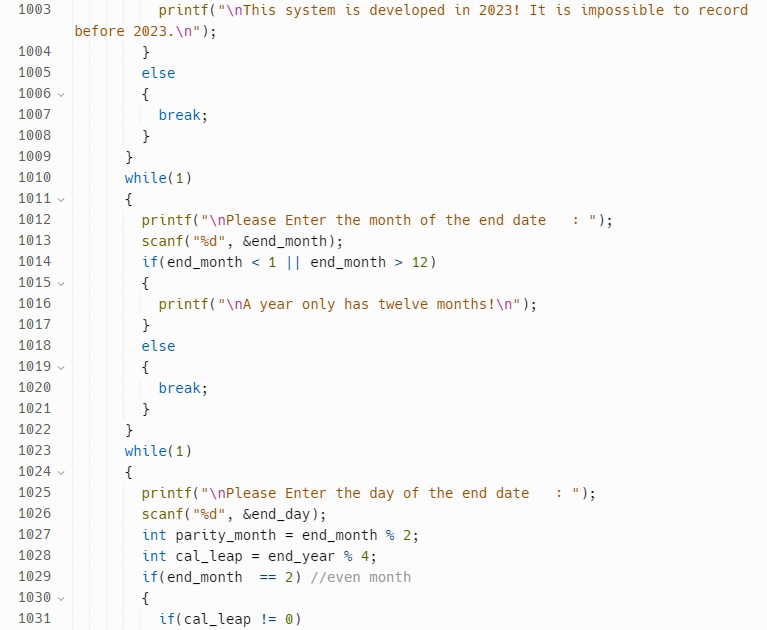 1003          printf("\nThis system is developed in 2023! It is impossible to record
before 2023.\n");
1004        }
1005        else
1006        {
1007          break;
1008        }
1009      }
1010      while(1)
1011      {
1012        printf("\nPlease Enter the month of the end date   : ");
1013        scanf("%d", &end_month);
1014        if(end_month < 1 || end_month > 12)
1015        {
1016          printf("\nA year only has twelve months!\n");
1017        }
1018        else
1019        {
1020          break;
1021        }
1022      }
1023      while(1)
1024      {
1025        printf("\nPlease Enter the day of the end date   : ");
1026        scanf("%d", &end_day);
1027        int parity_month = end_month % 2;
1028        int cal_leap = end_year % 4;
1029        if(end_month  == 2) //even month
1030        {
1031          if(cal_leap != 0)